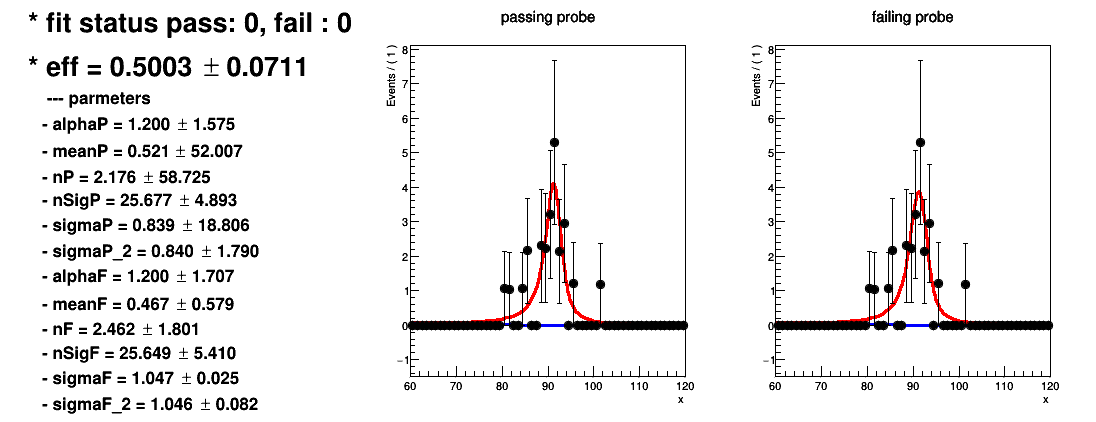 * fit status pass: 0, fail : 0
* eff = 0.5003 ± 0.0711
--- parmeters
- alphaP = 1.200 ± 1.575
- meanP = 0.521 ± 52.007
- nP = 2.176 ± 58.725
- nSigP = 25.677 ± 4.893
- sigmaP = 0.839 ± 18.806
- sigmaP_2 = 0.840 ± 1.790
- alphaF = 1.200 ± 1.707
- meanF = 0.467 ± 0.579
- nF = 2.462 ± 1.801
- nSigF = 25.649 ± 5.410
- sigmaF = 1.047 ± 0.025
- sigmaF_2 = 1.046 ± 0.082
passing probe
Events / ( 1 )
8
7
6
5
4
3
2
1
0
−1
60 70 80 90 100 110 120
x
failing probe
Events / ( 1 )
8
7
6
5
4
3
2
1
0
−1
60 70 80 90 100 110 120
x